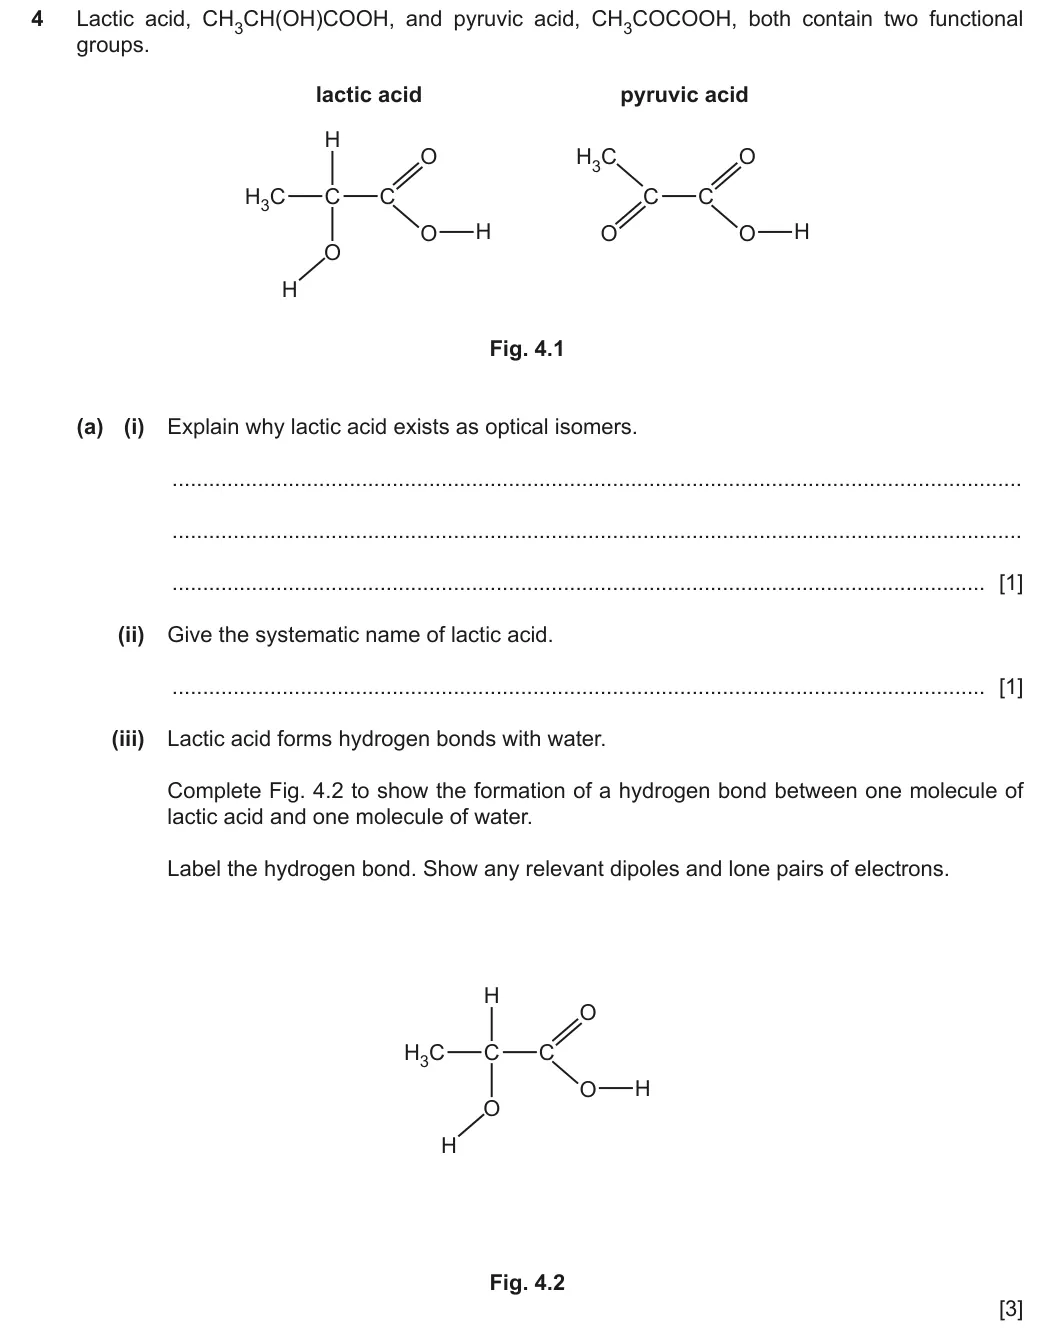 4 Lactic acid, CH₃CH(OH)COOH, and pyruvic acid, CH₃COCOOH, both contain two functional
groups.
lactic acid pyruvic acid
H
O
H₃C C C
O H
O
H
H₃C O
C C
O O H
Fig. 4.1
(a) (i) Explain why lactic acid exists as optical isomers.
[1]
(ii) Give the systematic name of lactic acid.
[1]
(iii) Lactic acid forms hydrogen bonds with water.
Complete Fig. 4.2 to show the formation of a hydrogen bond between one molecule of
lactic acid and one molecule of water.
Label the hydrogen bond. Show any relevant dipoles and lone pairs of electrons.
H
O
H₃C C C
O H
O
H
Fig. 4.2
[3]